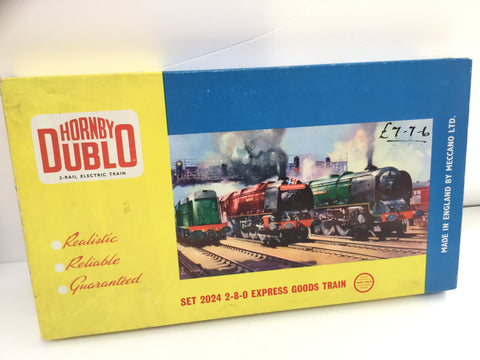 HORNBY
DUBLO
2-RAIL ELECTRIC TRAIN
Realistic
Reliable
Guaranteed
£7-7-6
SET 2024 2-8-0 EXPRESS GOODS TRAIN
MADE IN ENGLAND BY MECCANO LTD.